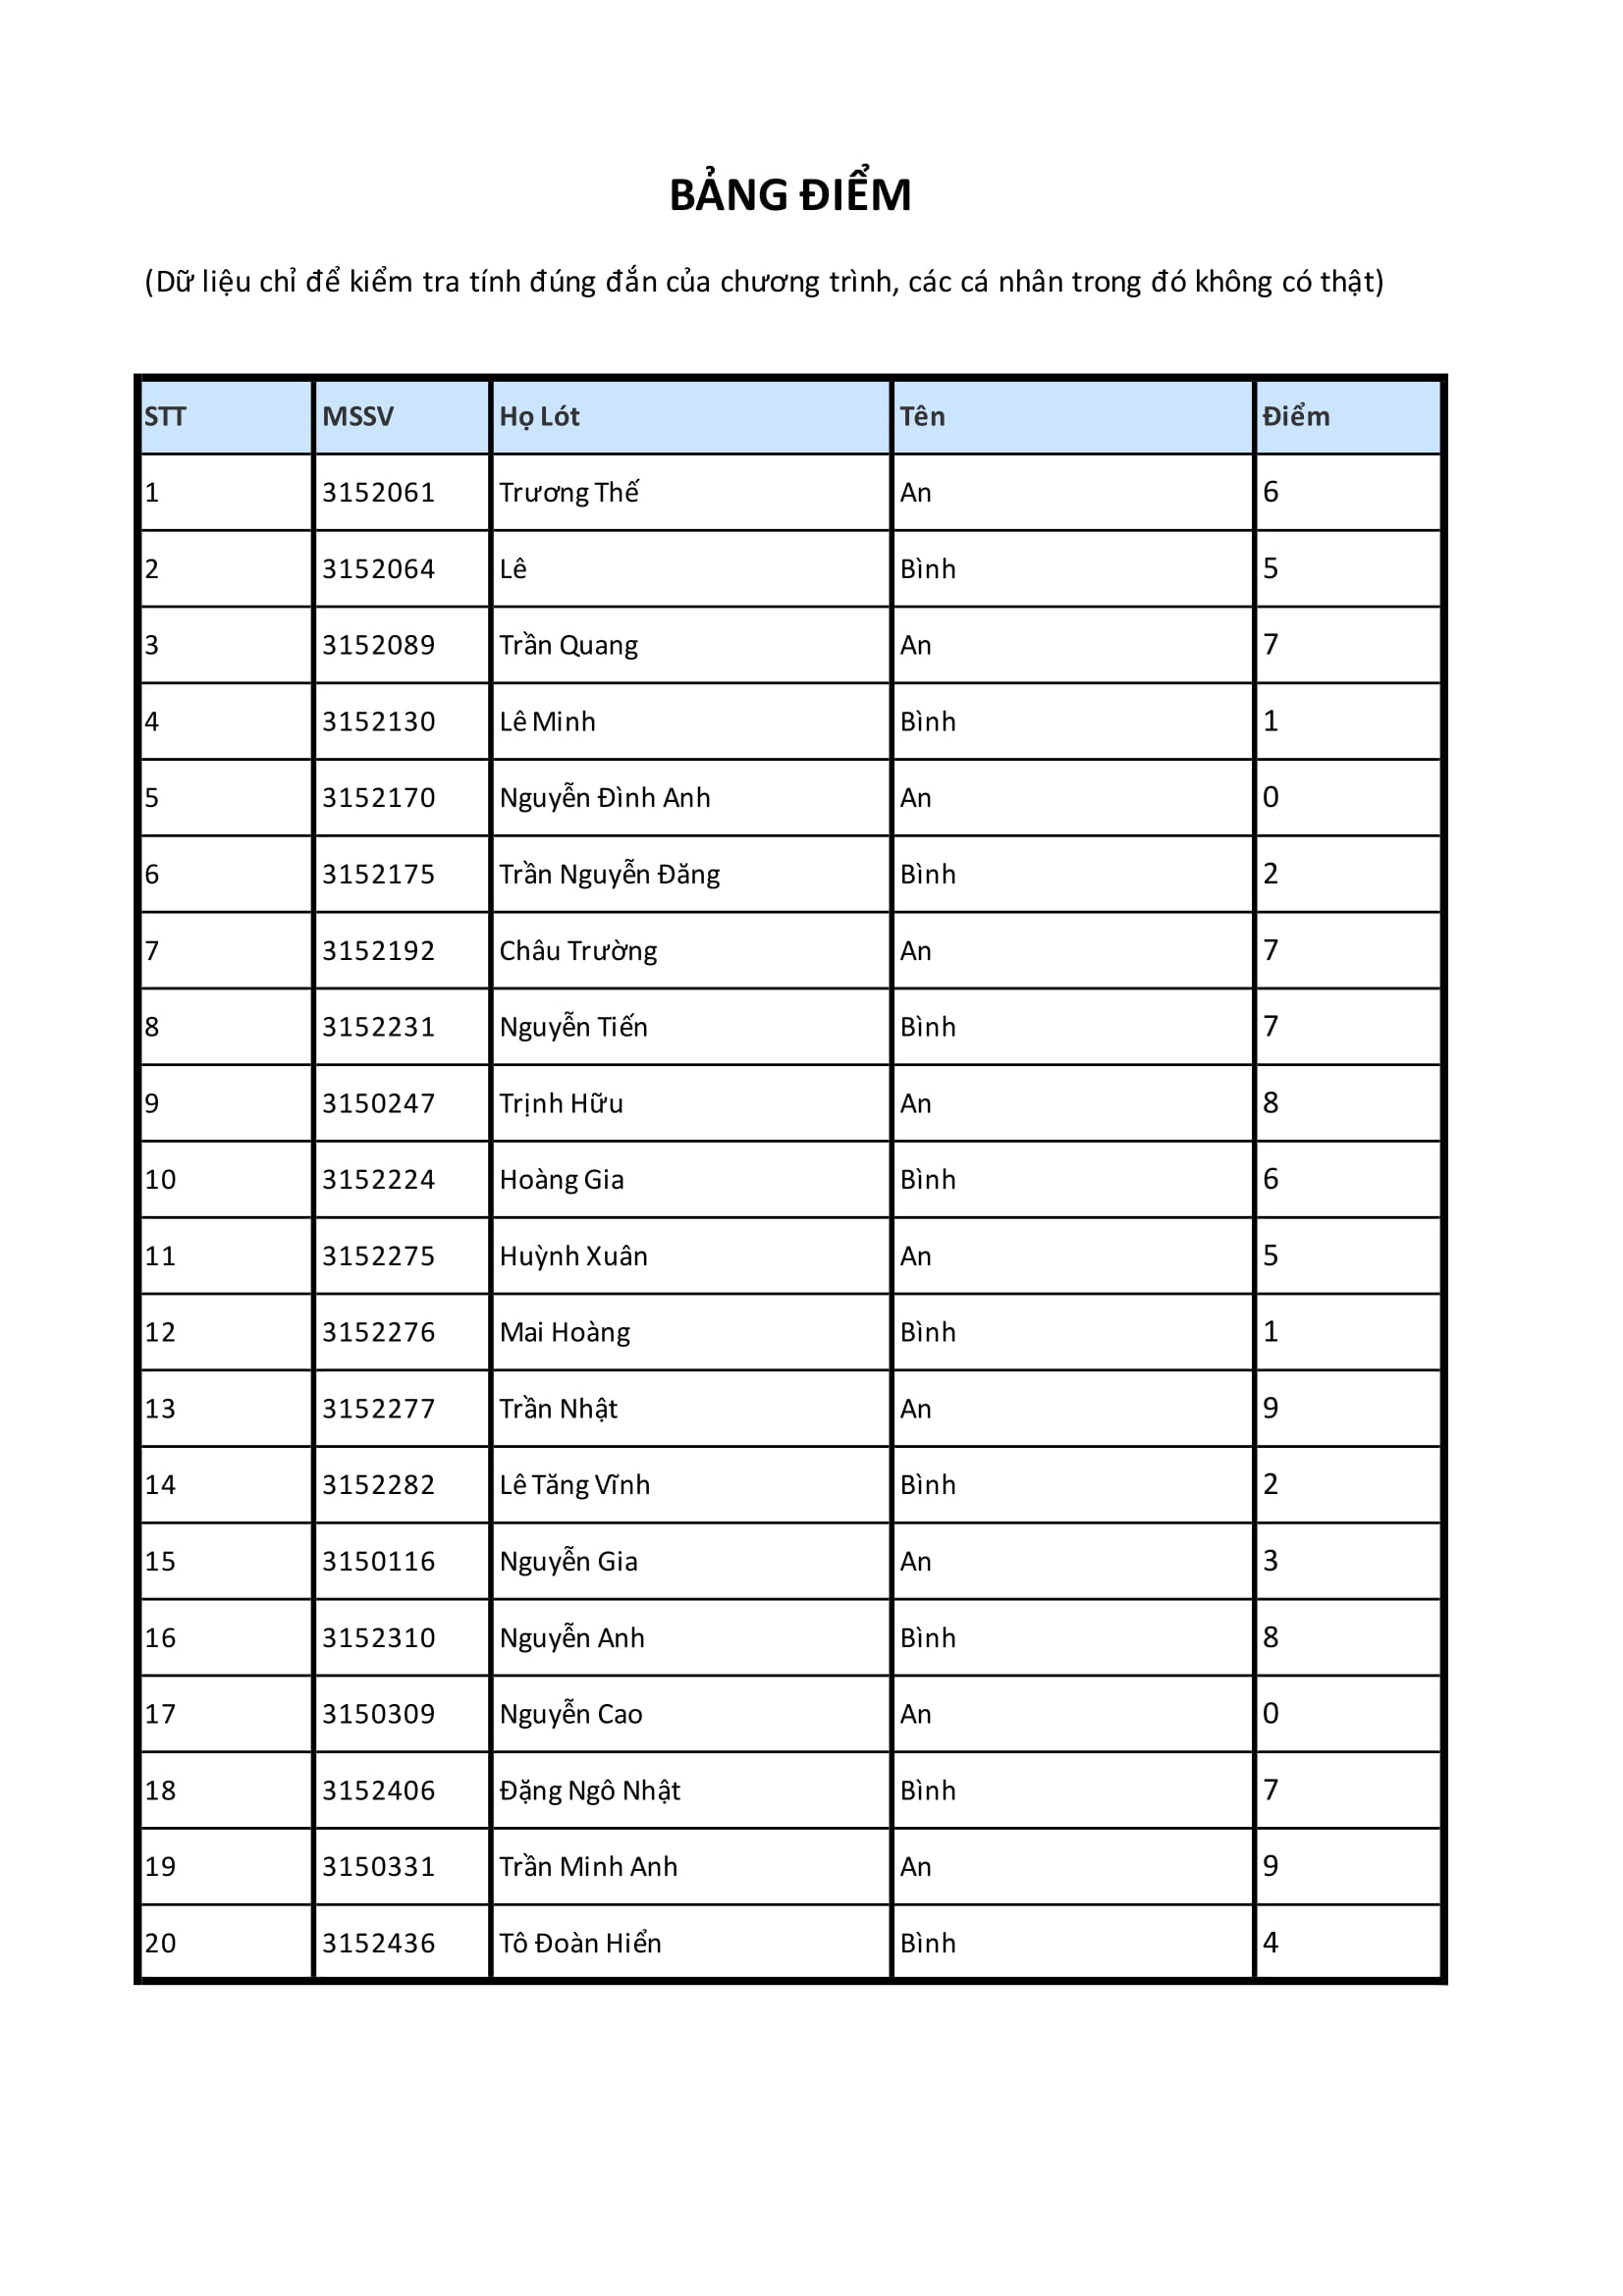 BẢNG ĐIỂM
(Dữ liệu chỉ để kiểm tra tính đúng đắn của chương trình, các cá nhân trong đó không có thật)
STT MSSV Họ Lót Tên Điểm
1 3152061 Trương Thế An 6
2 3152064 Lê Bình 5
3 3152089 Trần Quang An 7
4 3152130 Lê Minh Bình 1
5 3152170 Nguyễn Đình Anh An 0
6 3152175 Trần Nguyễn Đăng Bình 2
7 3152192 Châu Trường An 7
8 3152231 Nguyễn Tiến Bình 7
9 3150247 Trịnh Hữu An 8
10 3152224 Hoàng Gia Bình 6
11 3152275 Huỳnh Xuân An 5
12 3152276 Mai Hoàng Bình 1
13 3152277 Trần Nhật An 9
14 3152282 Lê Tăng Vĩnh Bình 2
15 3150116 Nguyễn Gia An 3
16 3152310 Nguyễn Anh Bình 8
17 3150309 Nguyễn Cao An 0
18 3152406 Đặng Ngô Nhật Bình 7
19 3150331 Trần Minh Anh An 9
20 3152436 Tô Đoàn Hiển Bình 4